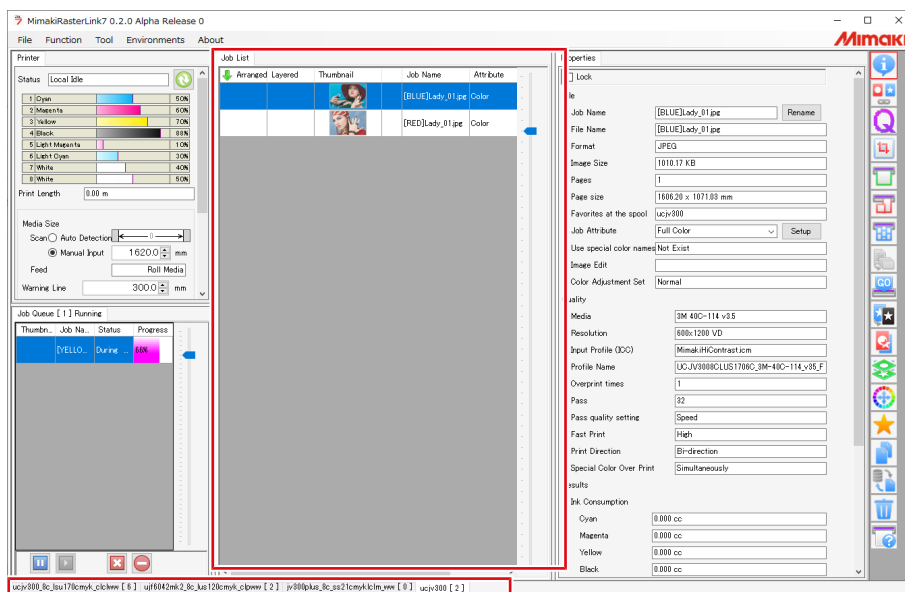 MimakiRasterLink7 0.2.0 Alpha Release 0
File Function Tool Environments About
Mimaki
Printer
Status Local Idle
1 Cyan 50%
2 Magenta 60%
3 Yellow 70%
4 Black 88%
5 Light Magenta 10%
6 Light Cyan 30%
7 White 40%
8 White 50%
Print Length 0.00 m
Media Size
Scan Auto Detection 0
Manual Input 1620.0 mm
Feed Roll Media
Warning Line 300.0 mm
Job Queue [ 1 ] Running
Thumbn... Job Na... Status Progress
[YELLO... During ... 66%
Job List
Arranged Layered Thumbnail Job Name Attribute
[BLUE]Lady_01.jpg Color
[RED]Lady_01.jpg Color
operties
Lock
le
Job Name [BLUE]Lady_01.jpg Rename
File Name [BLUE]Lady_01.jpg
Format JPEG
Image Size 1010.17 KB
Pages 1
Page size 1606.20 x 1071.03 mm
Favorites at the spool ucjv300
Job Attribute Full Color Setup
Use special color names Not Exist
Image Edit
Color Adjustment Set Normal
uality
Media 3M 40C-114 v3.5
Resolution 600x1200 VD
Input Profile (ICC) MimakiHiContrast.icm
Profile Name UCJV3008CLUS1706C_3M-40C-114_v35_F
Overprint times 1
Pass 32
Pass quality setting Speed
Fast Print High
Print Direction Bi-direction
Special Color Over Print Simultaneously
esults
Ink Consumption
Cyan 0.000 cc
Magenta 0.000 cc
Yellow 0.000 cc
Black 0.000 cc
GO
ucjv300_8c_lsu170cmyk_clclww [ 6 ] ujf6042mk2_8c_lus120cmyk_clpww [ 2 ] jv300plus_8c_ss21cmyklclm_ww [ 0 ] ucjv300 [ 2 ]